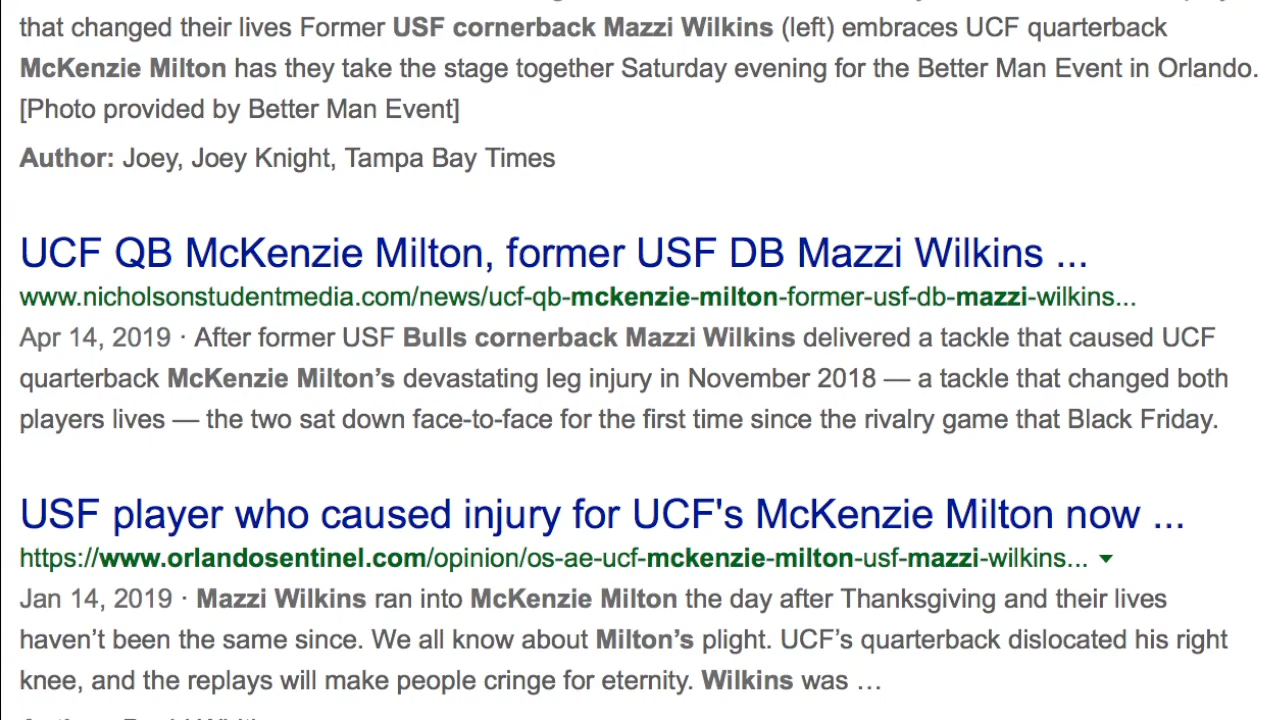 that changed their lives Former USF cornerback Mazzi Wilkins (left) embraces UCF quarterback
McKenzie Milton has they take the stage together Saturday evening for the Better Man Event in Orlando.
[Photo provided by Better Man Event]
Author: Joey, Joey Knight, Tampa Bay Times
UCF QB McKenzie Milton, former USF DB Mazzi Wilkins ...
www.nicholsonstudentmedia.com/news/ucf-qb-mckenzie-milton-former-usf-db-mazzi-wilkins...
Apr 14, 2019 · After former USF Bulls cornerback Mazzi Wilkins delivered a tackle that caused UCF
quarterback McKenzie Milton’s devastating leg injury in November 2018 — a tackle that changed both
players lives — the two sat down face-to-face for the first time since the rivalry game that Black Friday.
USF player who caused injury for UCF's McKenzie Milton now ...
https://www.orlandosentinel.com/opinion/os-ae-ucf-mckenzie-milton-usf-mazzi-wilkins...
Jan 14, 2019 · Mazzi Wilkins ran into McKenzie Milton the day after Thanksgiving and their lives
haven’t been the same since. We all know about Milton’s plight. UCF’s quarterback dislocated his right
knee, and the replays will make people cringe for eternity. Wilkins was ...